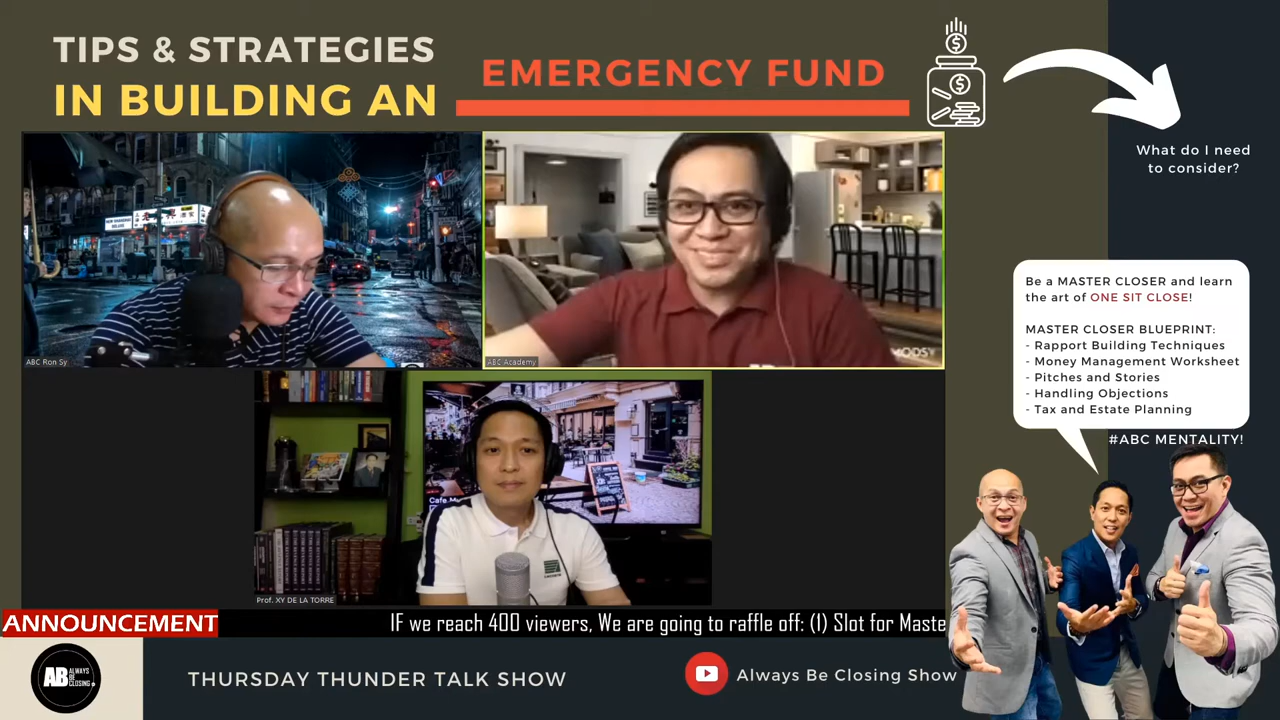 TIPS & STRATEGIES
IN BUILDING AN
EMERGENCY FUND
What do I need
to consider?
Be a MASTER CLOSER and learn
the art of ONE SIT CLOSE!
MASTER CLOSER BLUEPRINT:
- Rapport Building Techniques
- Money Management Worksheet
- Pitches and Stories
- Handling Objections
- Tax and Estate Planning
#ABC MENTALITY!
ABC Ron Sy
ABC Academy
MODSY
Prof. XY DE LA TORRE
ANNOUNCEMENT
IF we reach 400 viewers, We are going to raffle off: (1) Slot for Maste
AB
ALWAYS
BE
CLOSING
THURSDAY THUNDER TALK SHOW
Always Be Closing Show